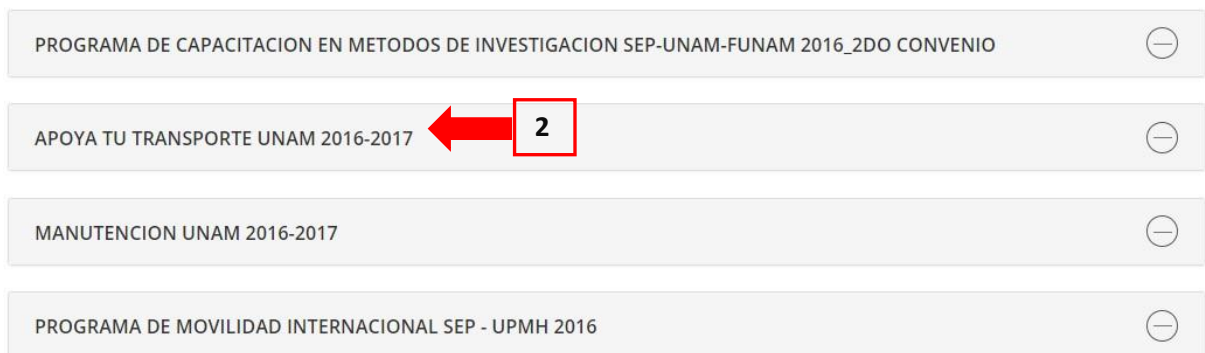 PROGRAMA DE CAPACITACION EN METODOS DE INVESTIGACION SEP-UNAM-FUNAM 2016_2DO CONVENIO
APOYA TU TRANSPORTE UNAM 2016-2017 2
MANUTENCION UNAM 2016-2017
PROGRAMA DE MOVILIDAD INTERNACIONAL SEP - UPMH 2016